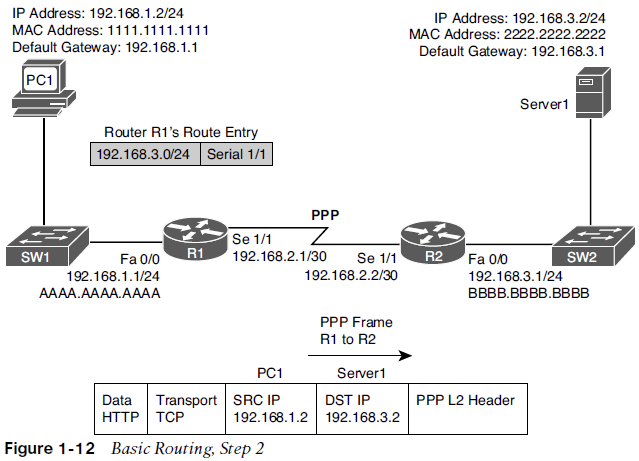 IP Address: 192.168.1.2/24
MAC Address: 1111.1111.1111
Default Gateway: 192.168.1.1
IP Address: 192.168.3.2/24
MAC Address: 2222.2222.2222
Default Gateway: 192.168.3.1
PC1
Server1
Router R1's Route Entry
192.168.3.0/24 Serial 1/1
PPP
SW1
R1
R2
SW2
Fa 0/0
192.168.1.1/24
AAAA.AAAA.AAAA
Se 1/1
192.168.2.1/30
Se 1/1
192.168.2.2/30
Fa 0/0
192.168.3.1/24
BBBB.BBBB.BBBB
PPP Frame
R1 to R2
PC1 Server1
Data Transport SRC IP DST IP PPP L2 Header
HTTP TCP 192.168.1.2 192.168.3.2
Figure 1-12 Basic Routing, Step 2